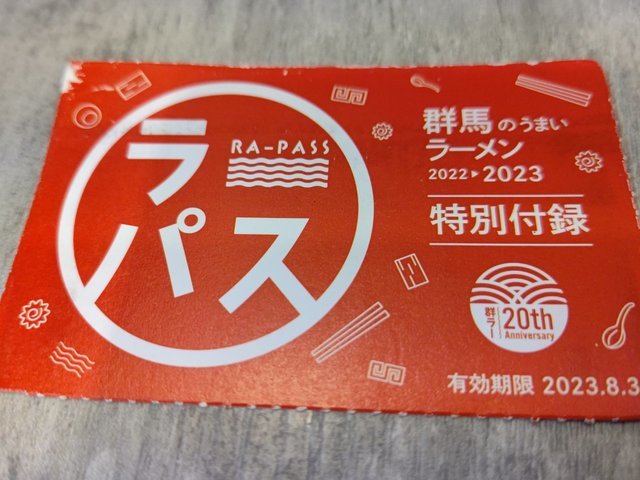 ラパス
RA-PASS
群馬のうまい
ラーメン
2022▶2023
特別付録
群ラー
20th
Anniversary
有効期限 2023.8.3